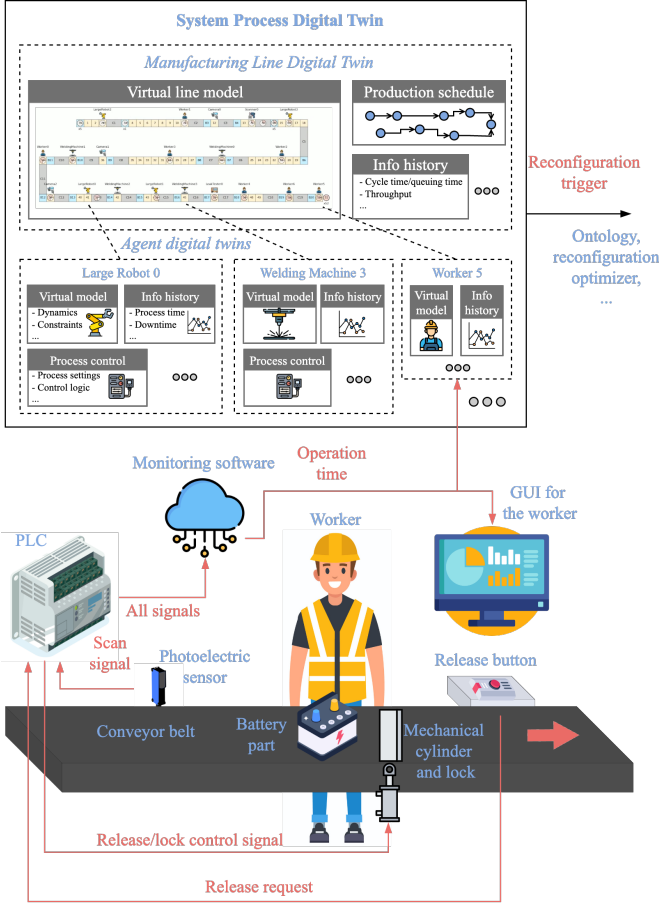 System Process Digital Twin
Manufacturing Line Digital Twin
Virtual line model
Production schedule
Info history
- Cycle time/queuing time
- Throughput
...
Reconfiguration
trigger
Ontology,
reconfiguration
optimizer,
...
Agent digital twins
Large Robot 0
Virtual model
- Dynamics
- Constraints
...
Info history
- Process time
- Downtime
...
Process control
- Process settings
- Control logic
...
Welding Machine 3
Virtual model
Info history
Process control
Worker 5
Virtual
model
Info
history
Monitoring software
Operation
time
GUI for
the worker
PLC
Worker
All signals
Scan
signal
Photoelectric
sensor
Release button
Conveyor belt
Battery
part
Mechanical
cylinder
and lock
Release/lock control signal
Release request